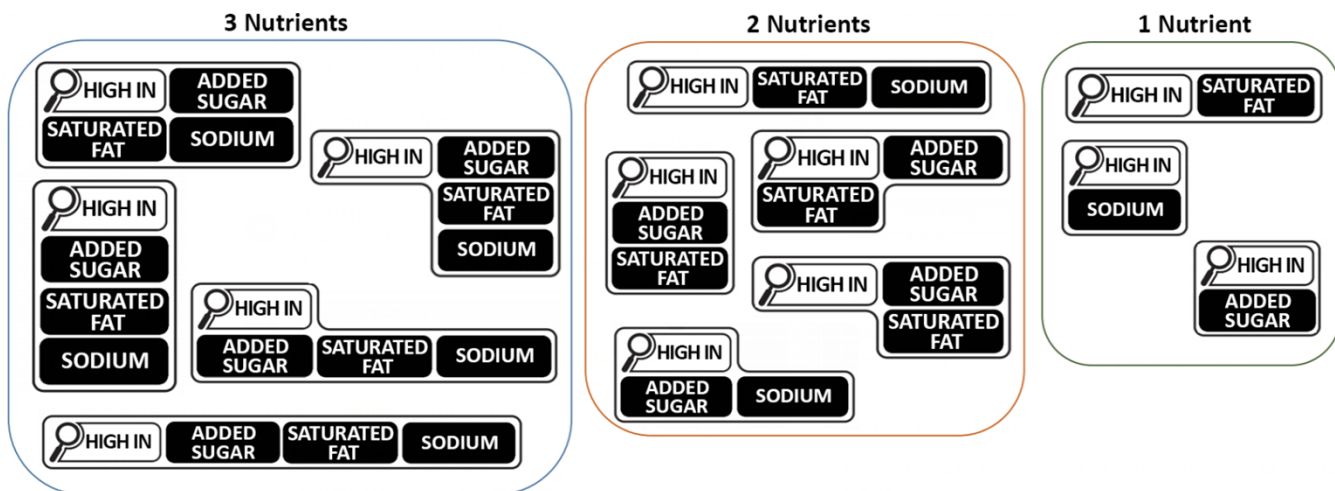 3 Nutrients
HIGH IN
ADDED
SUGAR
SATURATED
FAT
SODIUM
HIGH IN
ADDED
SUGAR
SATURATED
FAT
SODIUM
HIGH IN
ADDED
SUGAR
SATURATED
FAT
SODIUM
HIGH IN
ADDED
SUGAR
SATURATED
FAT
SODIUM
HIGH IN
ADDED
SUGAR
SATURATED
FAT
SODIUM
2 Nutrients
HIGH IN
SATURATED
FAT
SODIUM
HIGH IN
ADDED
SUGAR
SATURATED
FAT
HIGH IN
ADDED
SUGAR
SATURATED
FAT
HIGH IN
ADDED
SUGAR
SATURATED
FAT
HIGH IN
ADDED
SUGAR
SODIUM
1 Nutrient
HIGH IN
SATURATED
FAT
HIGH IN
SODIUM
HIGH IN
ADDED
SUGAR